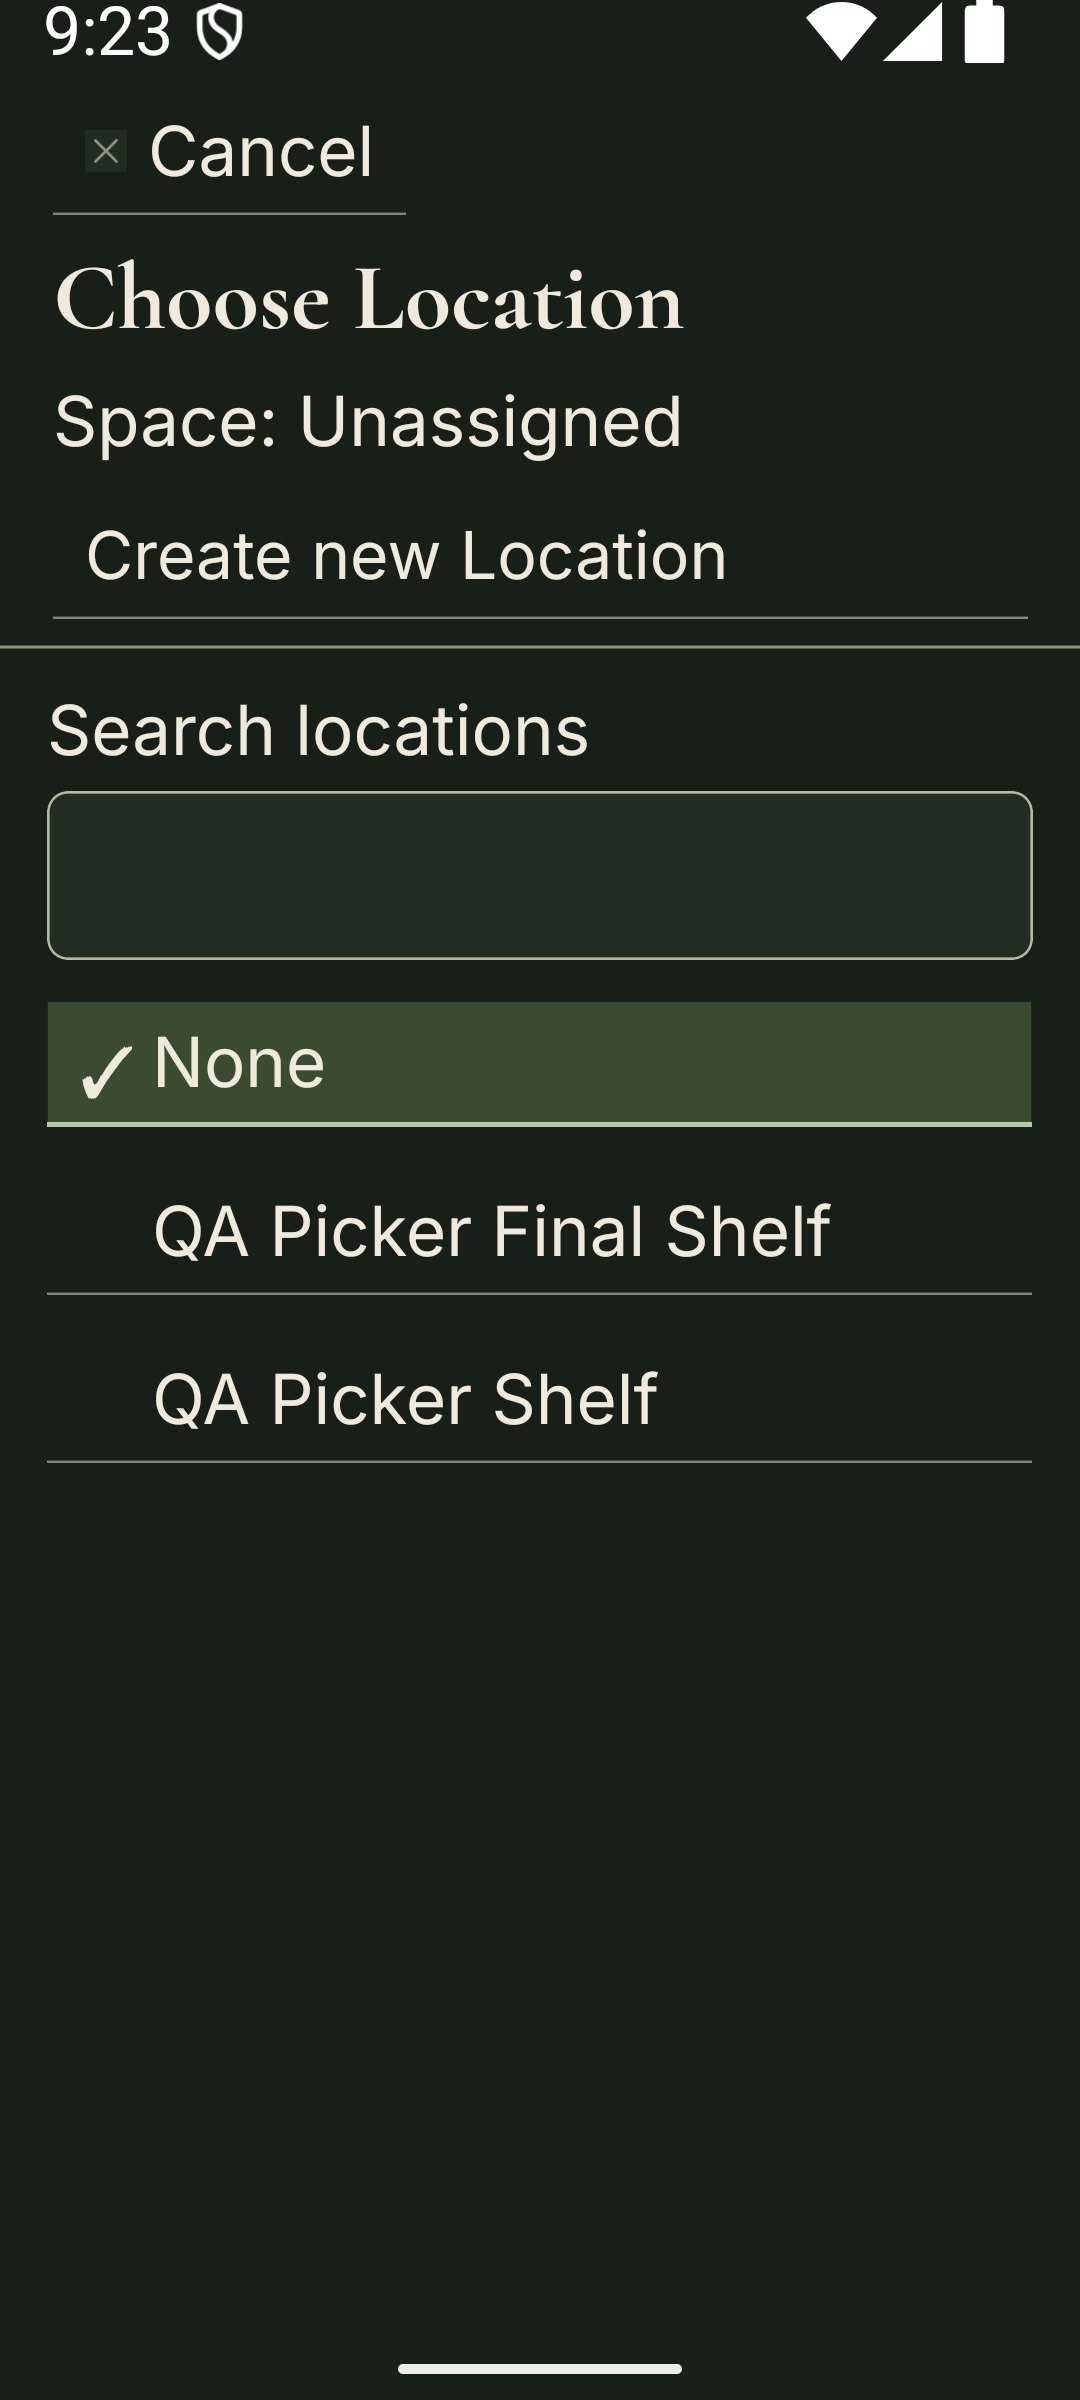 9:23
Cancel
Choose Location
Space: Unassigned
Create new Location
Search locations
✓ None
QA Picker Final Shelf
QA Picker Shelf